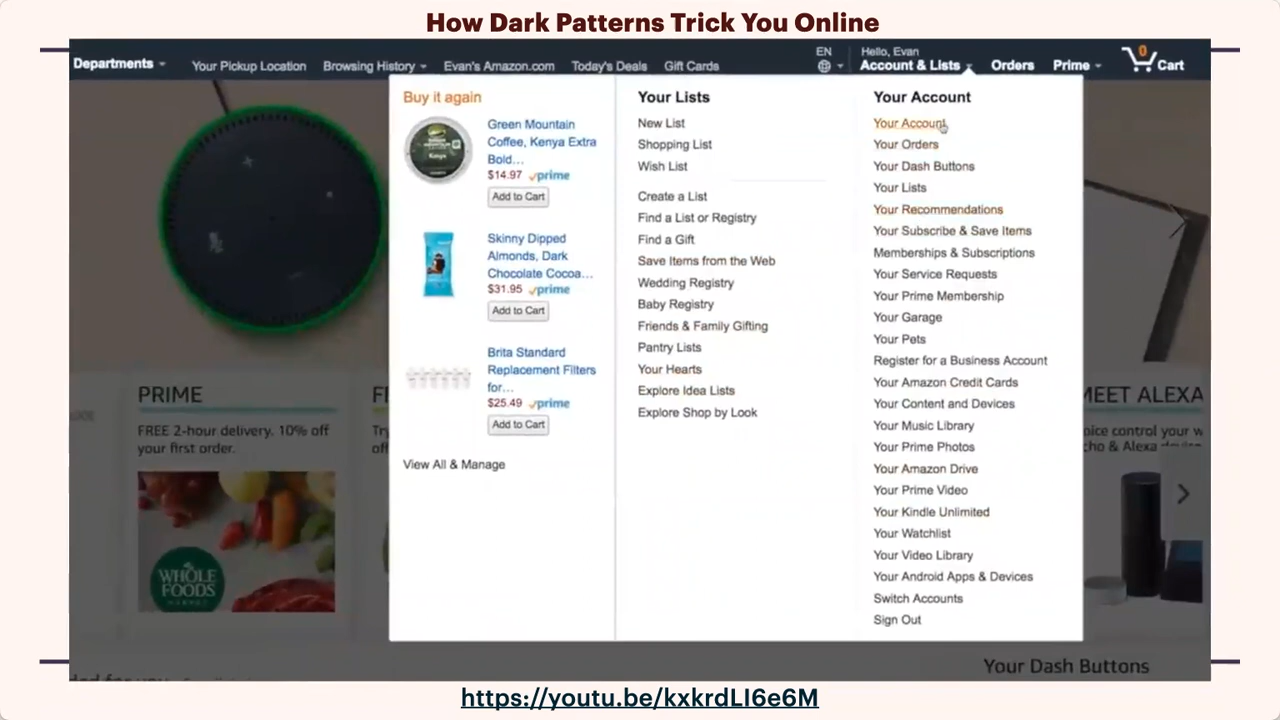 How Dark Patterns Trick You Online
Departments
Your Pickup Location
Browsing History
Evan's Amazon.com
Today's Deals
Gift Cards
EN
Hello, Evan
Account & Lists
Orders
Prime
0
Cart
Buy it again
Green Mountain
Coffee, Kenya Extra
Bold...
$14.97 prime
Add to Cart
Skinny Dipped
Almonds, Dark
Chocolate Cocoa...
$31.95 prime
Add to Cart
Brita Standard
Replacement Filters
for...
$25.49 prime
Add to Cart
View All & Manage
Your Lists
New List
Shopping List
Wish List
Create a List
Find a List or Registry
Find a Gift
Save Items from the Web
Wedding Registry
Baby Registry
Friends & Family Gifting
Pantry Lists
Your Hearts
Explore Idea Lists
Explore Shop by Look
Your Account
Your Account
Your Orders
Your Dash Buttons
Your Lists
Your Recommendations
Your Subscribe & Save Items
Memberships & Subscriptions
Your Service Requests
Your Prime Membership
Your Garage
Your Pets
Register for a Business Account
Your Amazon Credit Cards
Your Content and Devices
Your Music Library
Your Prime Photos
Your Amazon Drive
Your Prime Video
Your Kindle Unlimited
Your Watchlist
Your Video Library
Your Android Apps & Devices
Switch Accounts
Sign Out
PRIME
FREE 2-hour delivery. 10% off
your first order.
WHOLE
FOODS
MARKET
MEET ALEXA
Your Dash Buttons
https://youtu.be/kxkrdLI6e6M